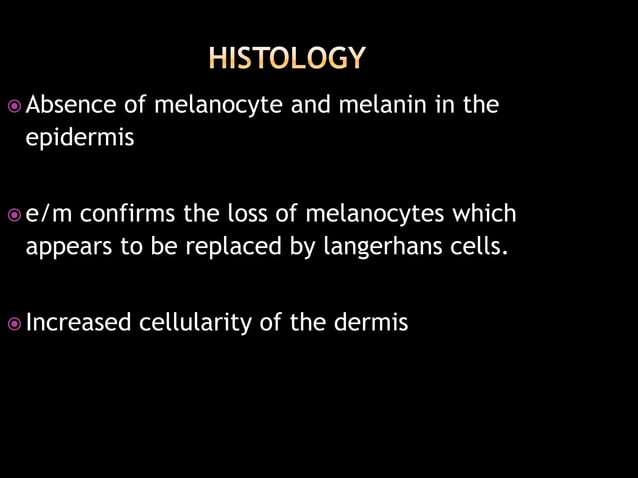 HISTOLOGY
Absence of melanocyte and melanin in the
epidermis
e/m confirms the loss of melanocytes which
appears to be replaced by langerhans cells.
Increased cellularity of the dermis